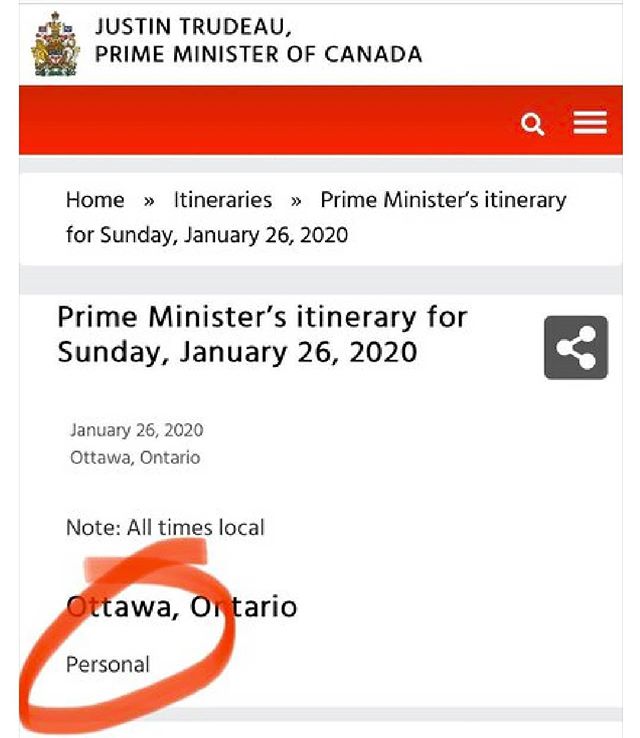 JUSTIN TRUDEAU,
PRIME MINISTER OF CANADA
Home » Itineraries » Prime Minister’s itinerary
for Sunday, January 26, 2020
Prime Minister’s itinerary for
Sunday, January 26, 2020
January 26, 2020
Ottawa, Ontario
Note: All times local
Ottawa, Ontario
Personal